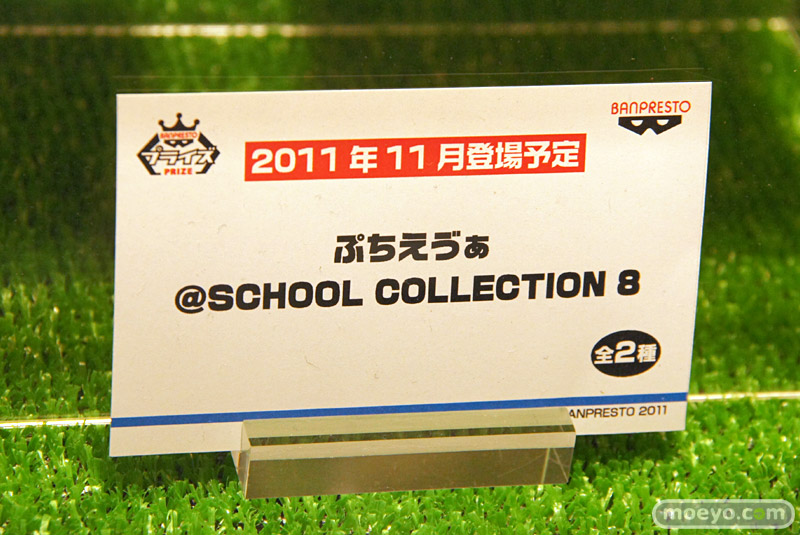 BANPRESTO
プライズ
PRIZE
BANPRESTO
2011年11月登場予定
ぷちえゔぁ
@SCHOOL COLLECTION 8
全2種
ANPRESTO 2011
moeyo.com